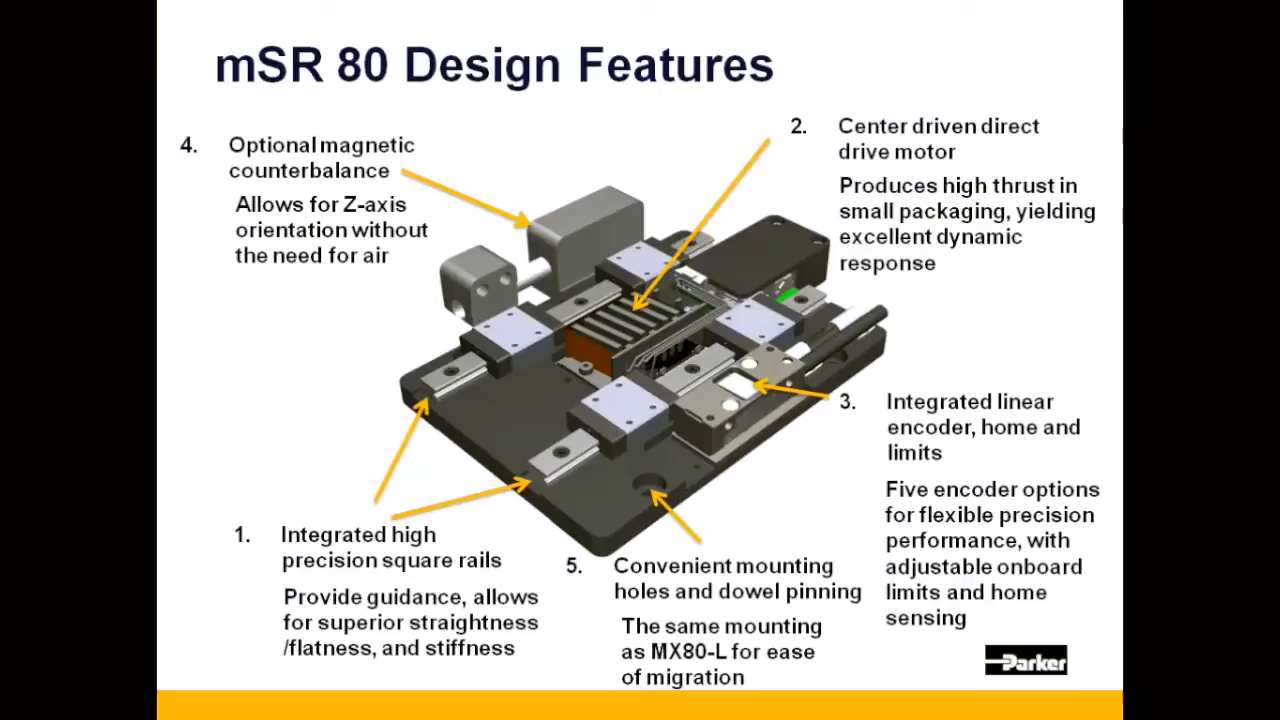 mSR 80 Design Features
4. Optional magnetic
counterbalance
Allows for Z-axis
orientation without
the need for air
2. Center driven direct
drive motor
Produces high thrust in
small packaging, yielding
excellent dynamic
response
3. Integrated linear
encoder, home and
limits
Five encoder options
for flexible precision
performance, with
adjustable onboard
limits and home
sensing
1. Integrated high
precision square rails
Provide guidance, allows
for superior straightness
/flatness, and stiffness
5. Convenient mounting
holes and dowel pinning
The same mounting
as MX80-L for ease
of migration
Parker